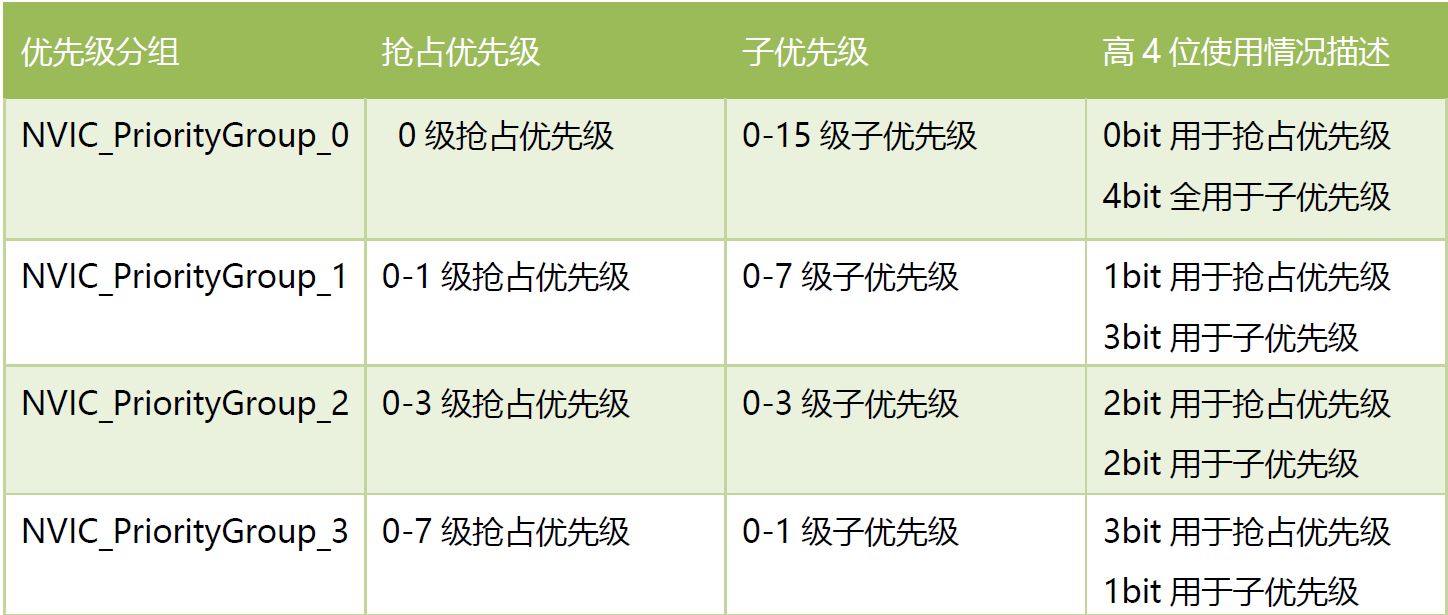 优先级分组 抢占优先级 子优先级 高 4 位使用情况描述
NVIC_PriorityGroup_0 0 级抢占优先级 0-15 级子优先级 0bit 用于抢占优先级
4bit 全用于子优先级
NVIC_PriorityGroup_1 0-1 级抢占优先级 0-7 级子优先级 1bit 用于抢占优先级
3bit 用于子优先级
NVIC_PriorityGroup_2 0-3 级抢占优先级 0-3 级子优先级 2bit 用于抢占优先级
2bit 用于子优先级
NVIC_PriorityGroup_3 0-7 级抢占优先级 0-1 级子优先级 3bit 用于抢占优先级
1bit 用于子优先级